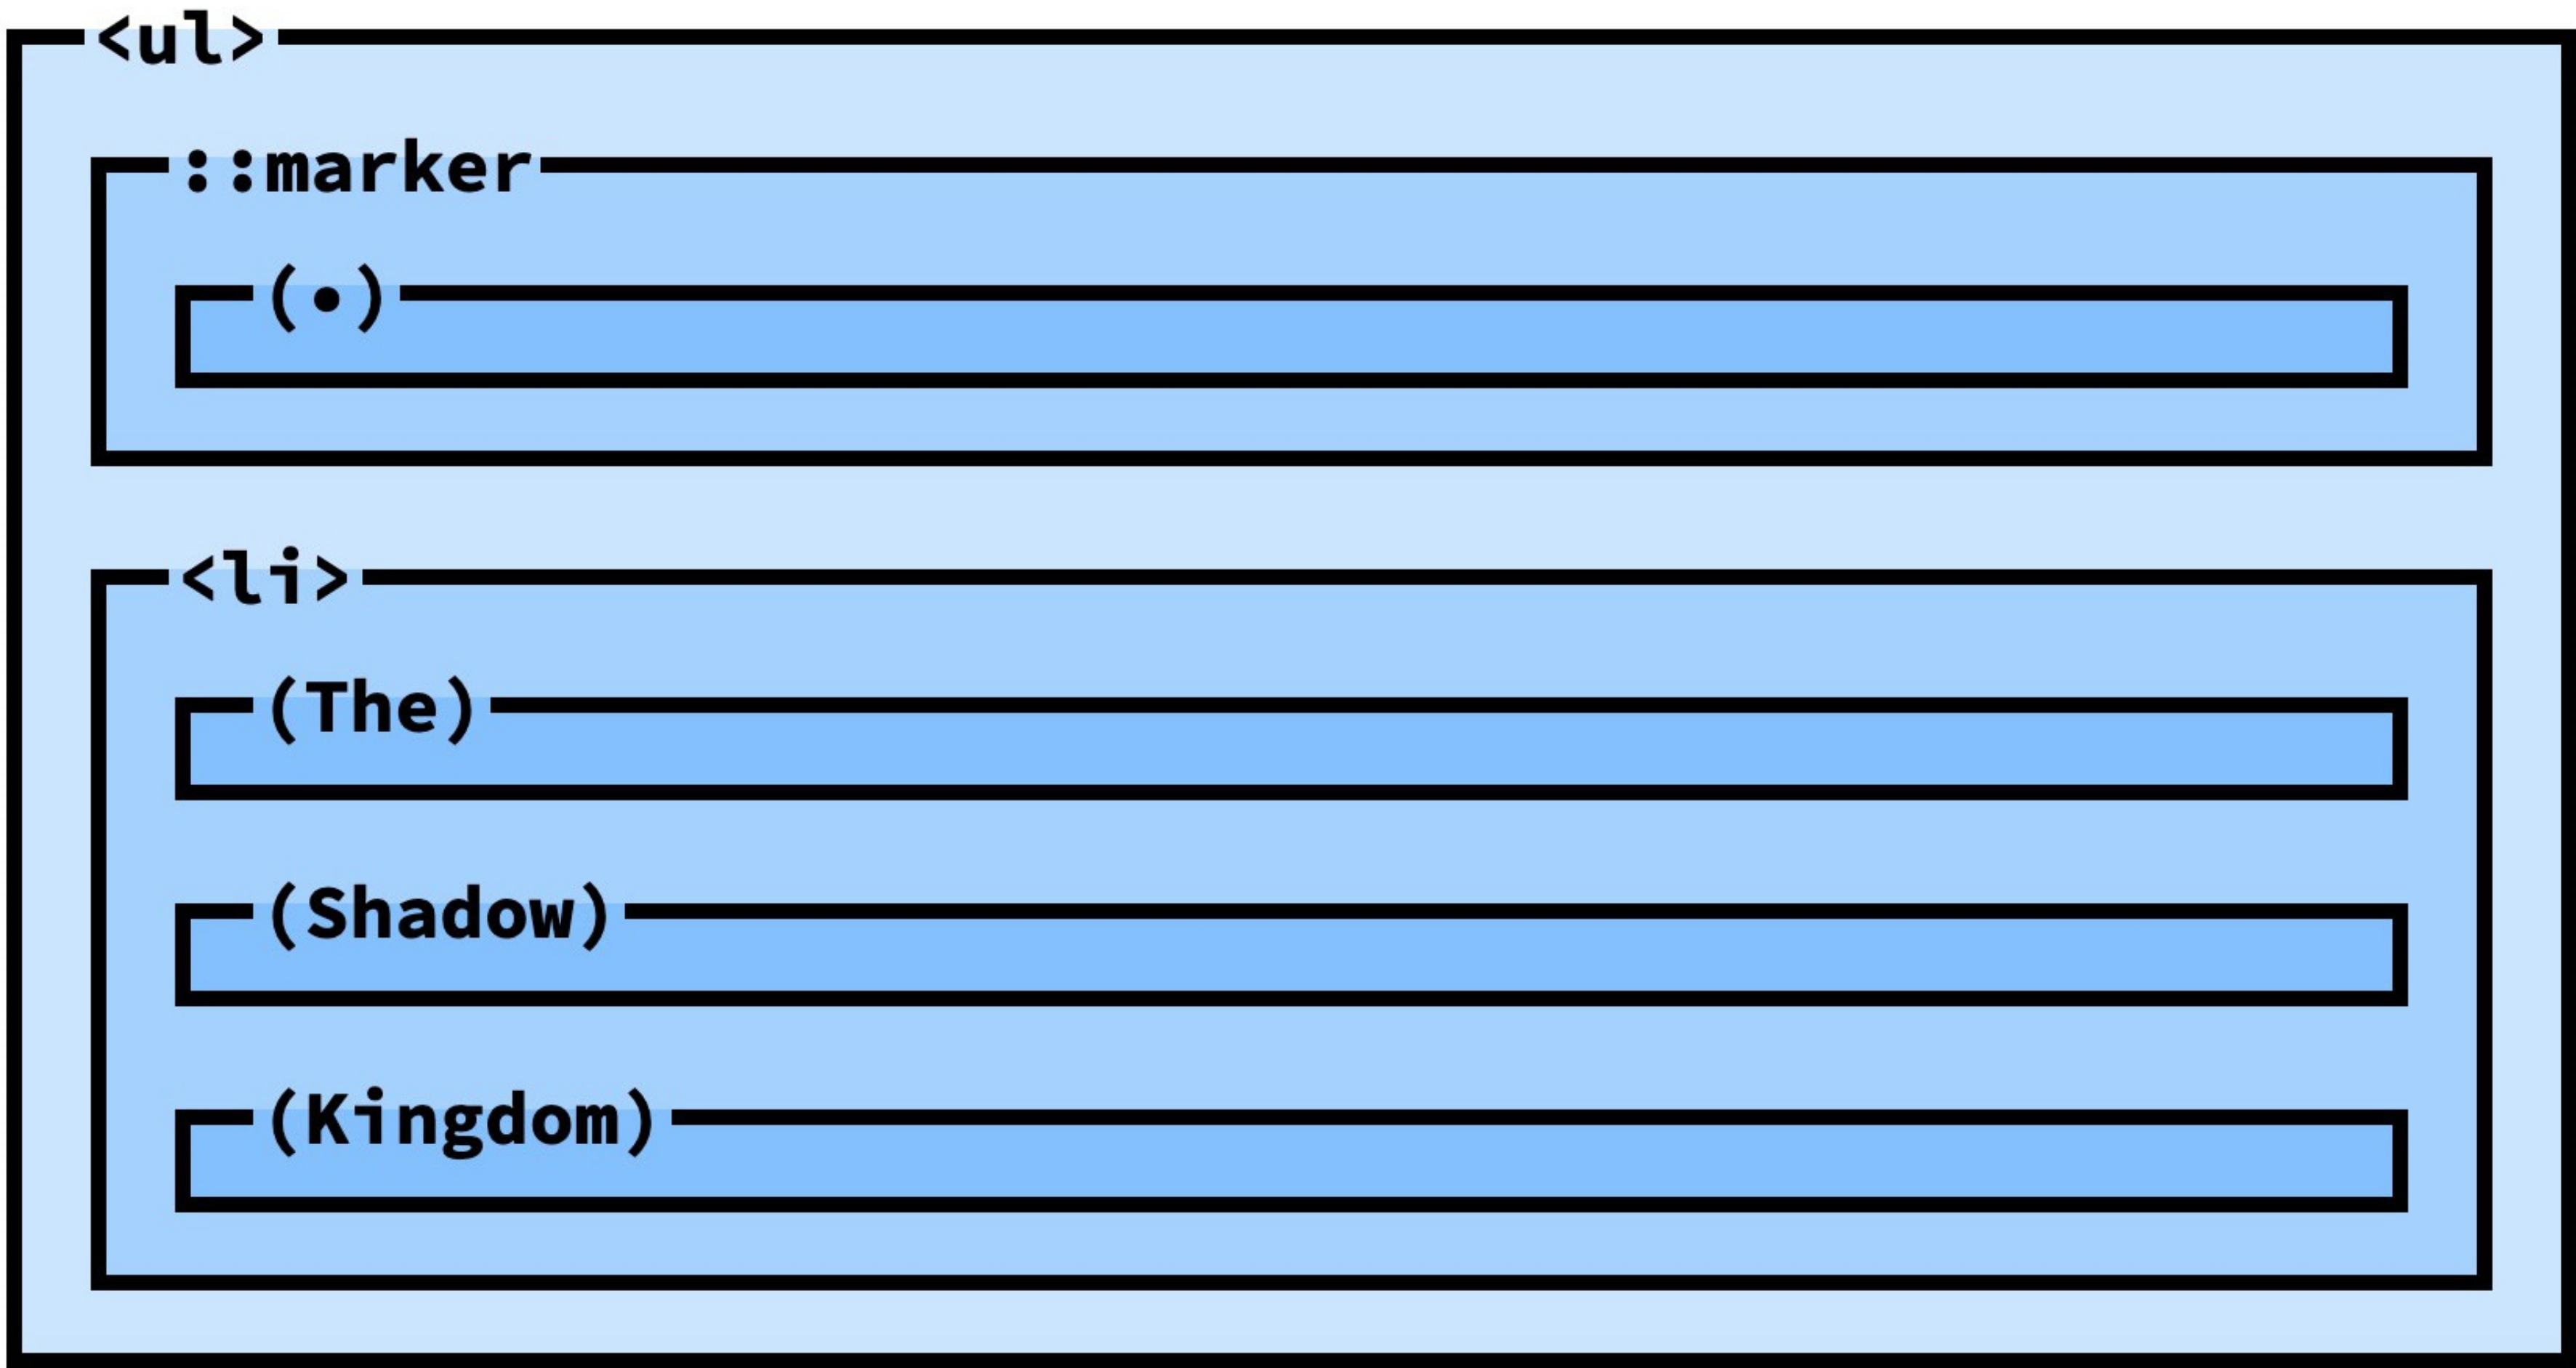 <ul>
::marker
(•)
<li>
(The)
(Shadow)
(Kingdom)